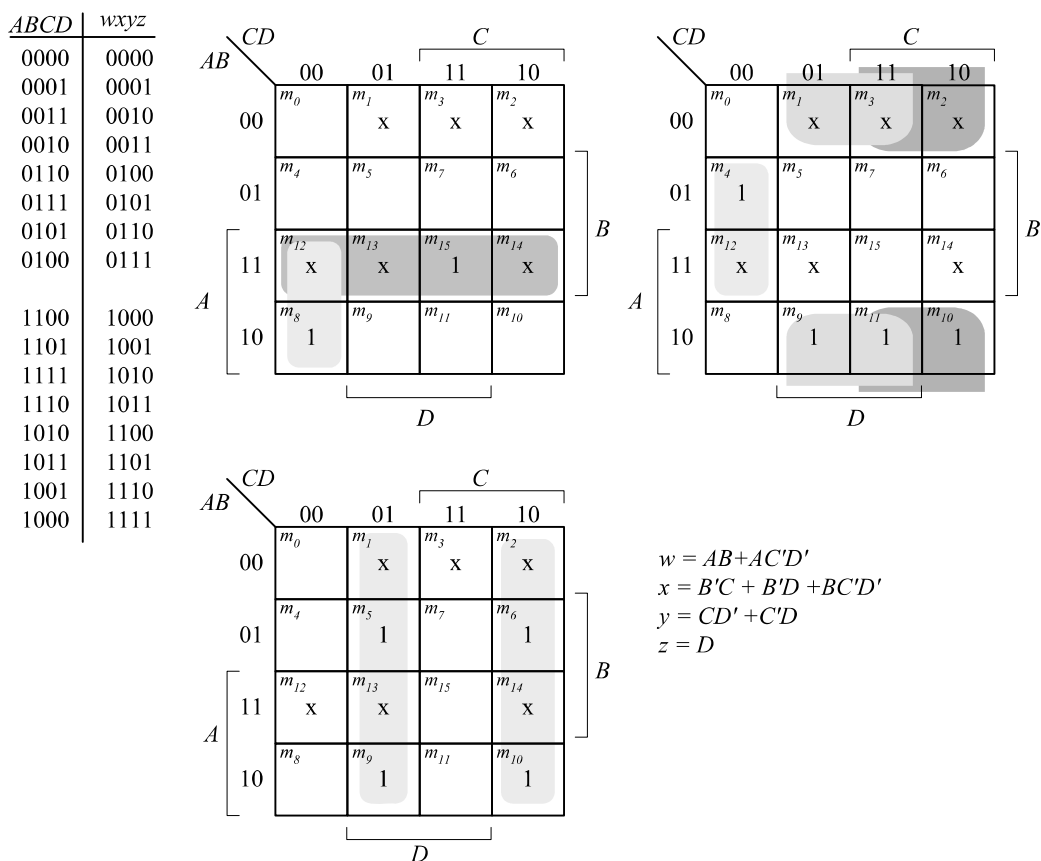 ABCD wxyz
0000 0000
0001 0001
0011 0010
0010 0011
0110 0100
0111 0101
0101 0110
0100 0111
1100 1000
1101 1001
1111 1010
1110 1011
1010 1100
1011 1101
1001 1110
1000 1111
CD C
AB
00 01 11 10
m0 m1 m3 m2
00 x x x
m4 m5 m7 m6
01
B
m12 m13 m15 m14
11 x x 1 x
A
m8 m9 m11 m10
10 1
D
CD C
AB
00 01 11 10
m0 m1 m3 m2
00 x x x
m4 m5 m7 m6
01 1
B
m12 m13 m15 m14
11 x x x
A
m8 m9 m11 m10
10 1 1 1
D
CD C
AB
00 01 11 10
m0 m1 m3 m2
00 x x x
m4 m5 m7 m6
01 1 1
B
m12 m13 m15 m14
11 x x x
A
m8 m9 m11 m10
10 1 1
D
w = AB+AC'D'
x = B'C + B'D +BC'D'
y = CD' +C'D
z = D